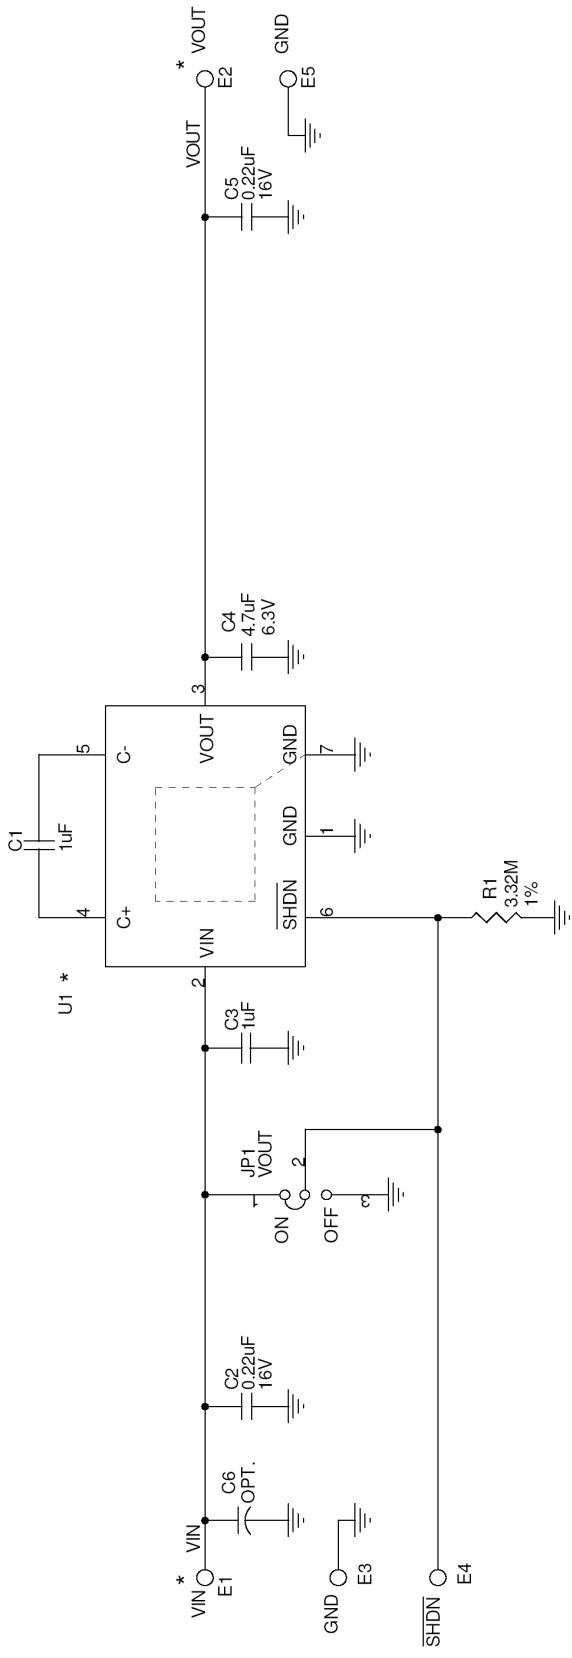 * VIN
E1
VIN
C6
OPT.
C2
0.22uF
16V
GND
E3
SHDN
E4
JP1
VOUT
1
2
3
ON
OFF
C3
1uF
U1 *
2
VIN
C+
4
C1
1uF
5
C-
VOUT
3
SHDN
6
GND
1
GND
7
R1
3.32M
1%
C4
4.7uF
6.3V
C5
0.22uF
16V
VOUT
* VOUT
E2
GND
E5